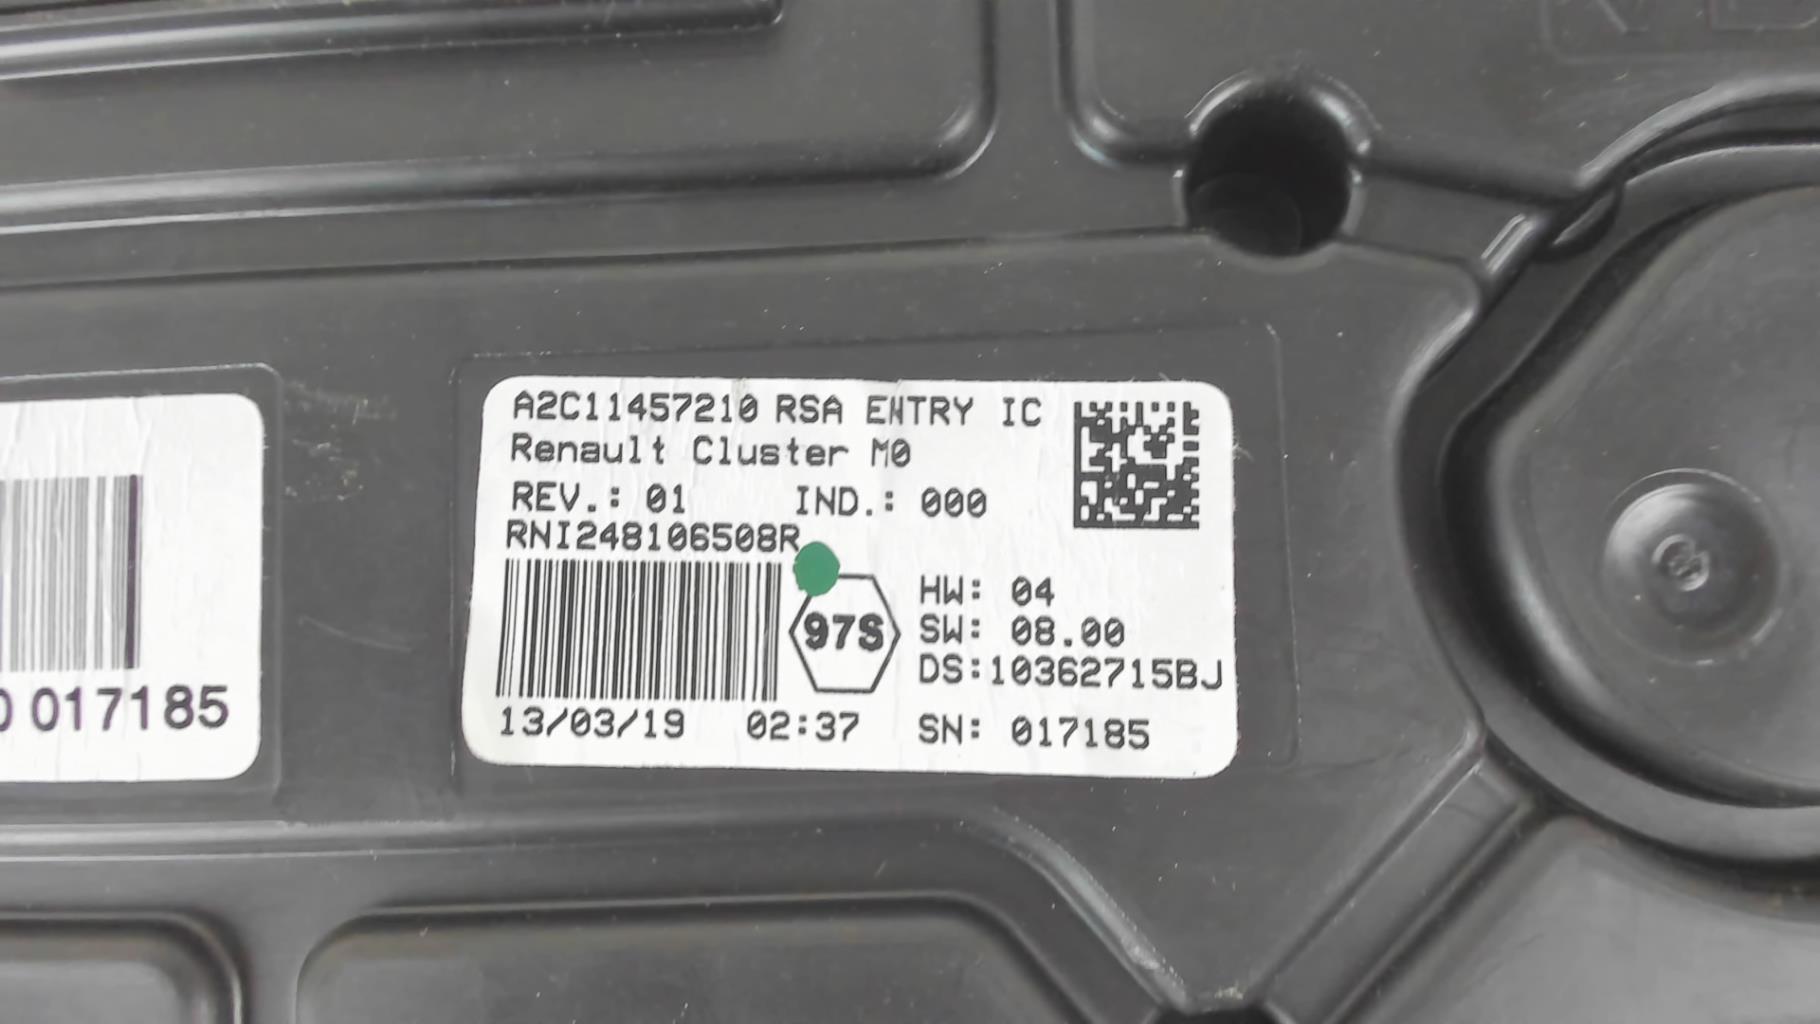 A2C11457210 RSA ENTRY IC
Renault Cluster M0
REV.: 01 IND.: 000
RNI248106508R
97S
HW: 04
SW: 08.00
DS:10362715BJ
13/03/19 02:37 SN: 017185
0 017185